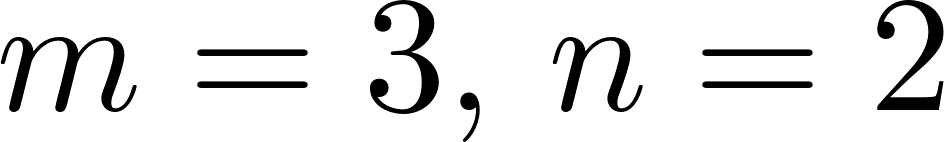 m = 3, n = 2